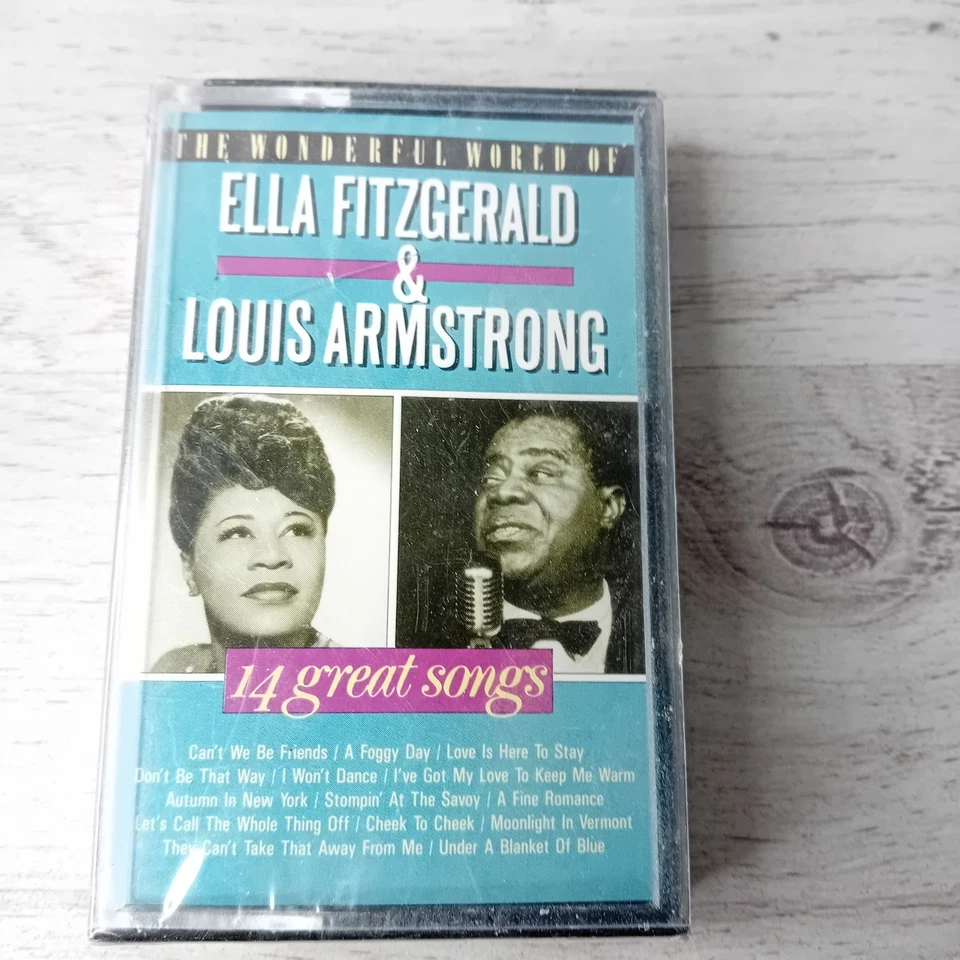 THE WONDERFUL WORLD OF
ELLA FITZGERALD
&
LOUIS ARMSTRONG
14 great songs
Can't We Be Friends / A Foggy Day / Love Is Here To Stay
Don't Be That Way / I Won't Dance / I've Got My Love To Keep Me Warm
Autumn In New York / Stompin' At The Savoy / A Fine Romance
Let's Call The Whole Thing Off / Cheek To Cheek / Moonlight In Vermont
They Can't Take That Away From Me / Under A Blanket Of Blue